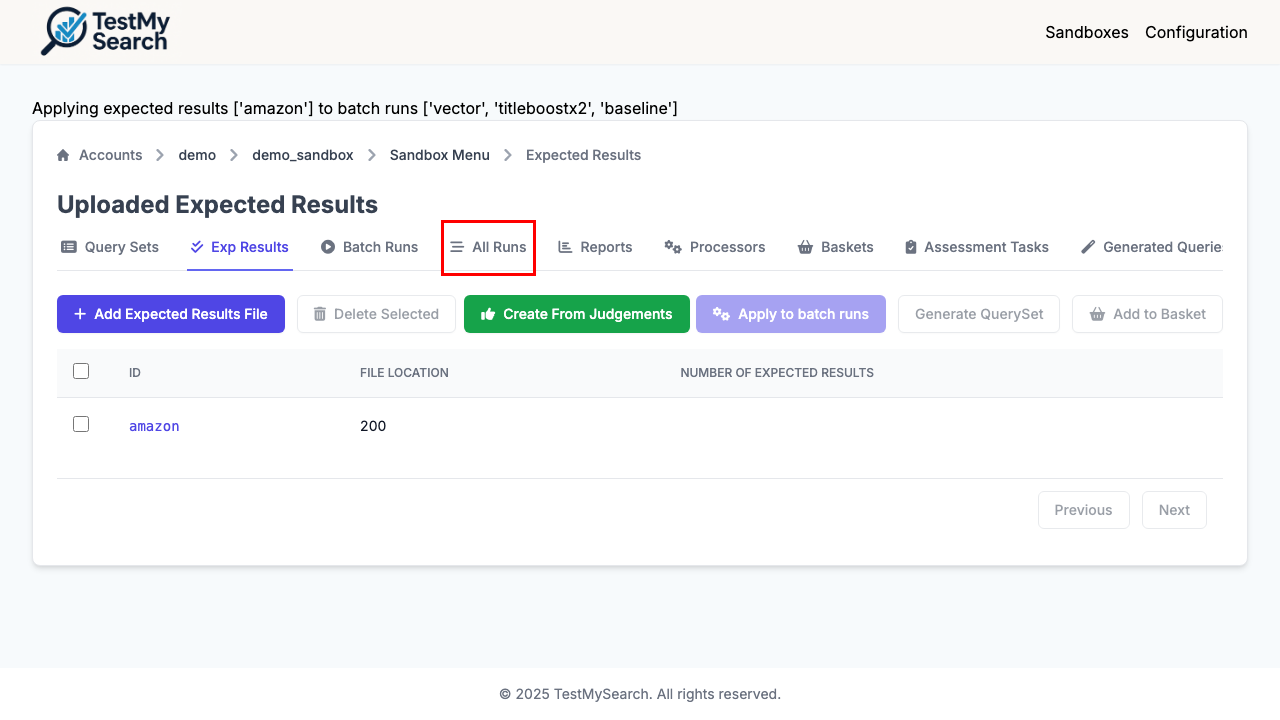 TestMy
Search
Sandboxes Configuration
Applying expected results ['amazon'] to batch runs ['vector', 'titleboostx2', 'baseline']
Accounts demo demo_sandbox Sandbox Menu Expected Results
Uploaded Expected Results
Query Sets Exp Results Batch Runs All Runs Reports Processors Baskets Assessment Tasks Generated Querie
Add Expected Results File Delete Selected Create From Judgements Apply to batch runs Generate QuerySet Add to Basket
ID FILE LOCATION NUMBER OF EXPECTED RESULTS
amazon 200
Previous Next
© 2025 TestMySearch. All rights reserved.